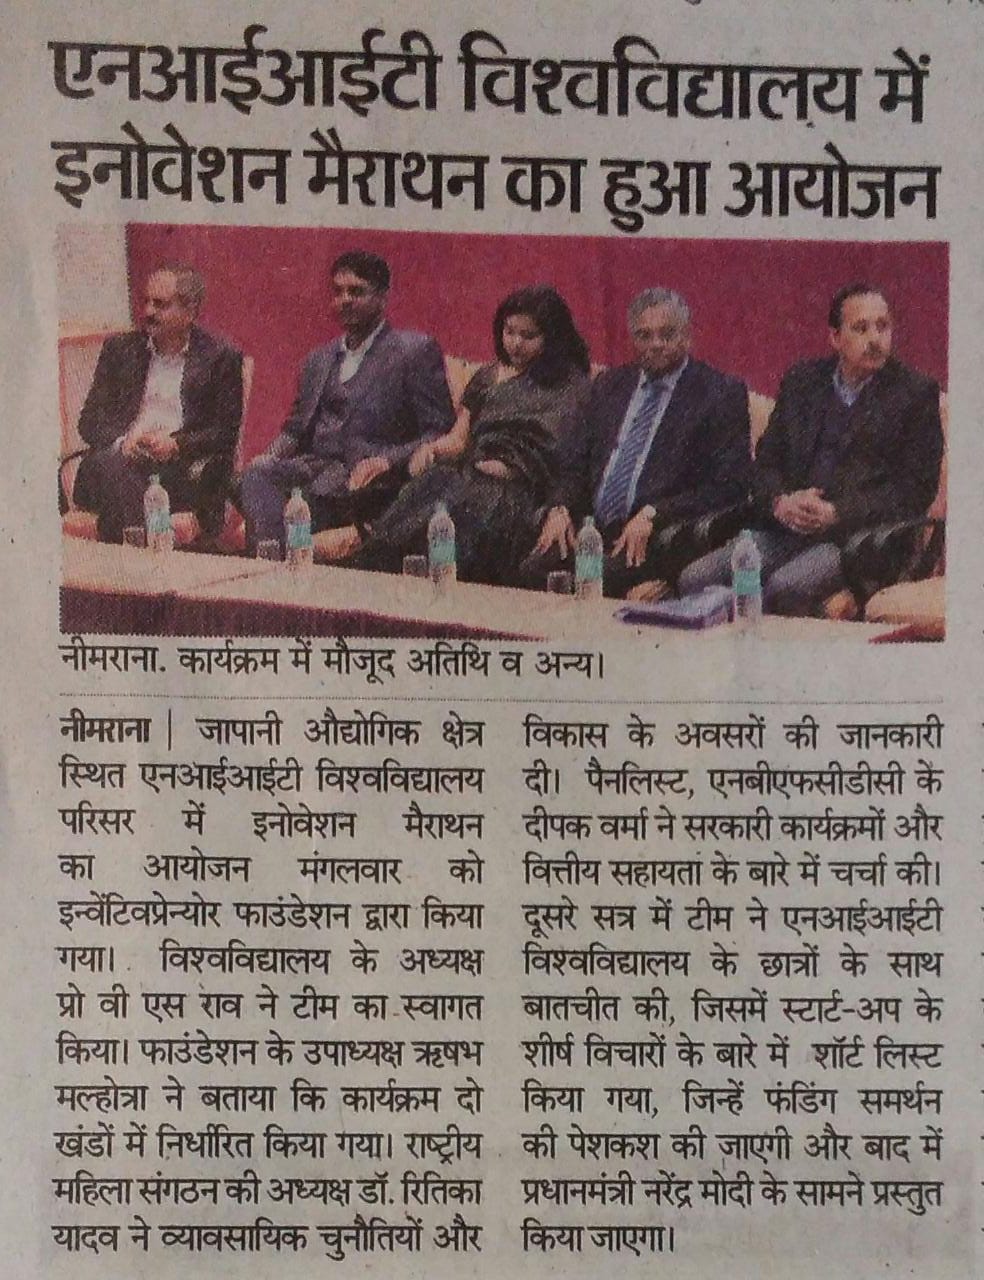 एनआईआईटी विश्वविद्यालय में
इनोवेशन मैराथन का हुआ आयोजन
नीमराना. कार्यक्रम में मौजूद अतिथि व अन्य।
नीमराना | जापानी औद्योगिक क्षेत्र
स्थित एनआईआईटी विश्वविद्यालय
परिसर में इनोवेशन मैराथन
का आयोजन मंगलवार को
इन्वेंटिवप्रेन्योर फाउंडेशन द्वारा किया
गया। विश्वविद्यालय के अध्यक्ष
प्रो वी एस राव ने टीम का स्वागत
किया। फाउंडेशन के उपाध्यक्ष ऋषभ
मल्होत्रा ने बताया कि कार्यक्रम दो
खंडों में निर्धारित किया गया। राष्ट्रीय
महिला संगठन की अध्यक्ष डॉ. रितिका
यादव ने व्यावसायिक चुनौतियों और
विकास के अवसरों की जानकारी
दी। पैनलिस्ट, एनबीएफसीडीसी के
दीपक वर्मा ने सरकारी कार्यक्रमों और
वित्तीय सहायता के बारे में चर्चा की।
दूसरे सत्र में टीम ने एनआईआईटी
विश्वविद्यालय के छात्रों के साथ
बातचीत की, जिसमें स्टार्ट-अप के
शीर्ष विचारों के बारे में शॉर्ट लिस्ट
किया गया, जिन्हें फंडिंग समर्थन
की पेशकश की जाएगी और बाद में
प्रधानमंत्री नरेंद्र मोदी के सामने प्रस्तुत
किया जाएगा।